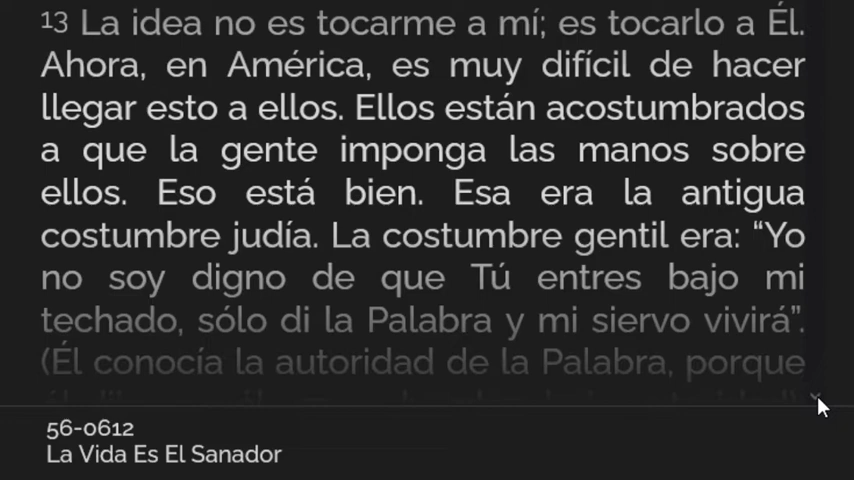 13 La idea no es tocarme a mí; es tocarlo a Él.
Ahora, en América, es muy difícil de hacer
llegar esto a ellos. Ellos están acostumbrados
a que la gente imponga las manos sobre
ellos. Eso está bien. Esa era la antigua
costumbre judía. La costumbre gentil era: “Yo
no soy digno de que Tú entres bajo mi
techado, sólo di la Palabra y mi siervo vivirá”.
(Él conocía la autoridad de la Palabra, porque
56-0612
La Vida Es El Sanador